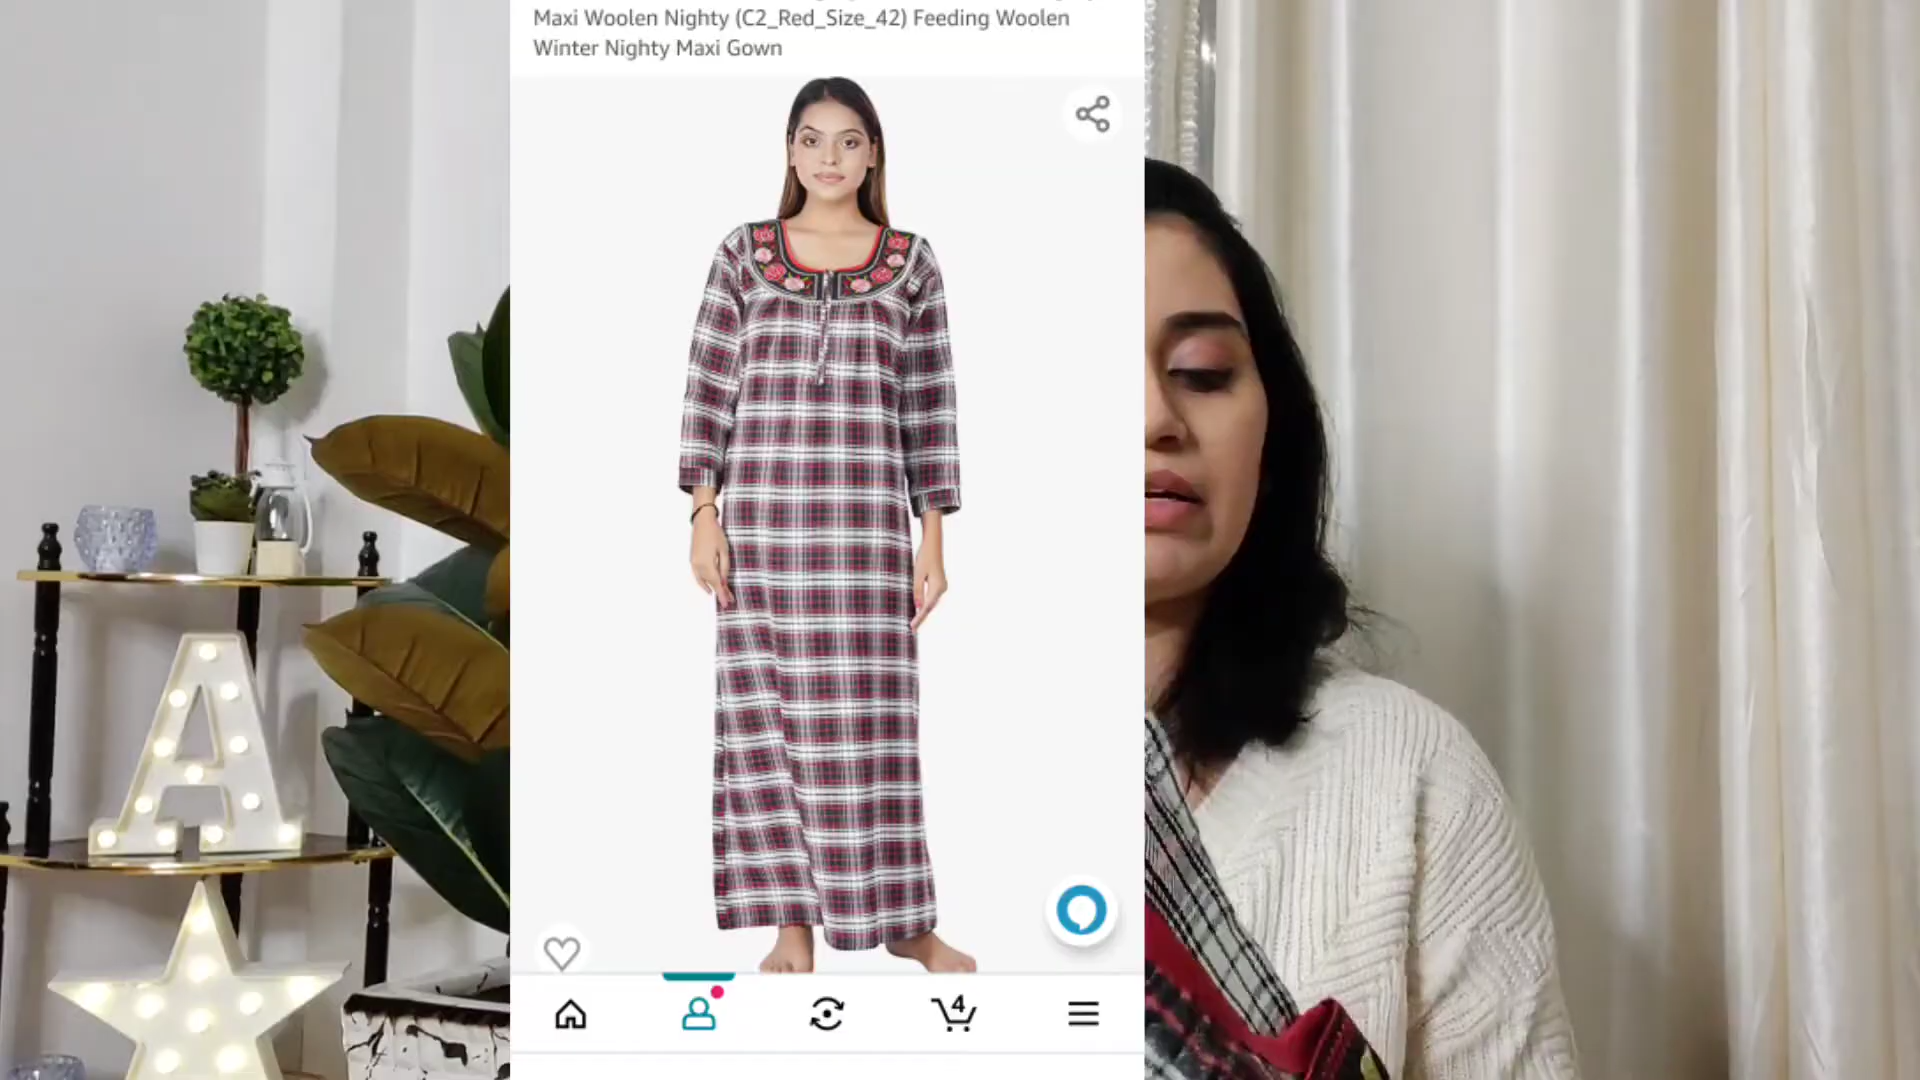 Maxi Woolen Nighty (C2_Red_Size_42) Feeding Woolen
Winter Nighty Maxi Gown
A
4